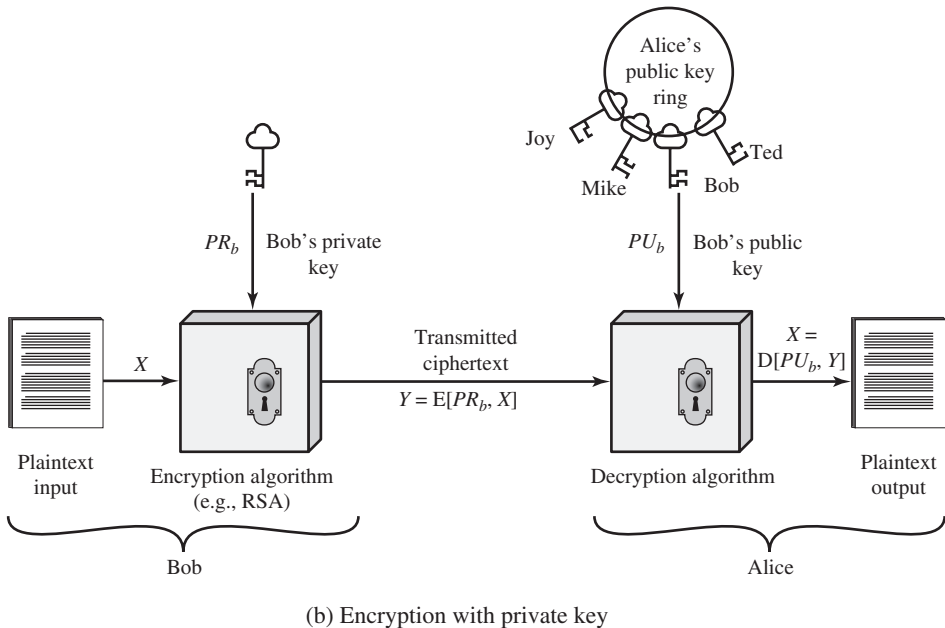 Alice's
public key
ring
Joy
Mike
Bob
Ted
PR_b
Bob's private
key
PU_b
Bob's public
key
X
Transmitted
ciphertext
Y = E[PR_b, X]
X =
D[PU_b, Y]
Plaintext
input
Encryption algorithm
(e.g., RSA)
Decryption algorithm
Plaintext
output
Bob
Alice
(b) Encryption with private key